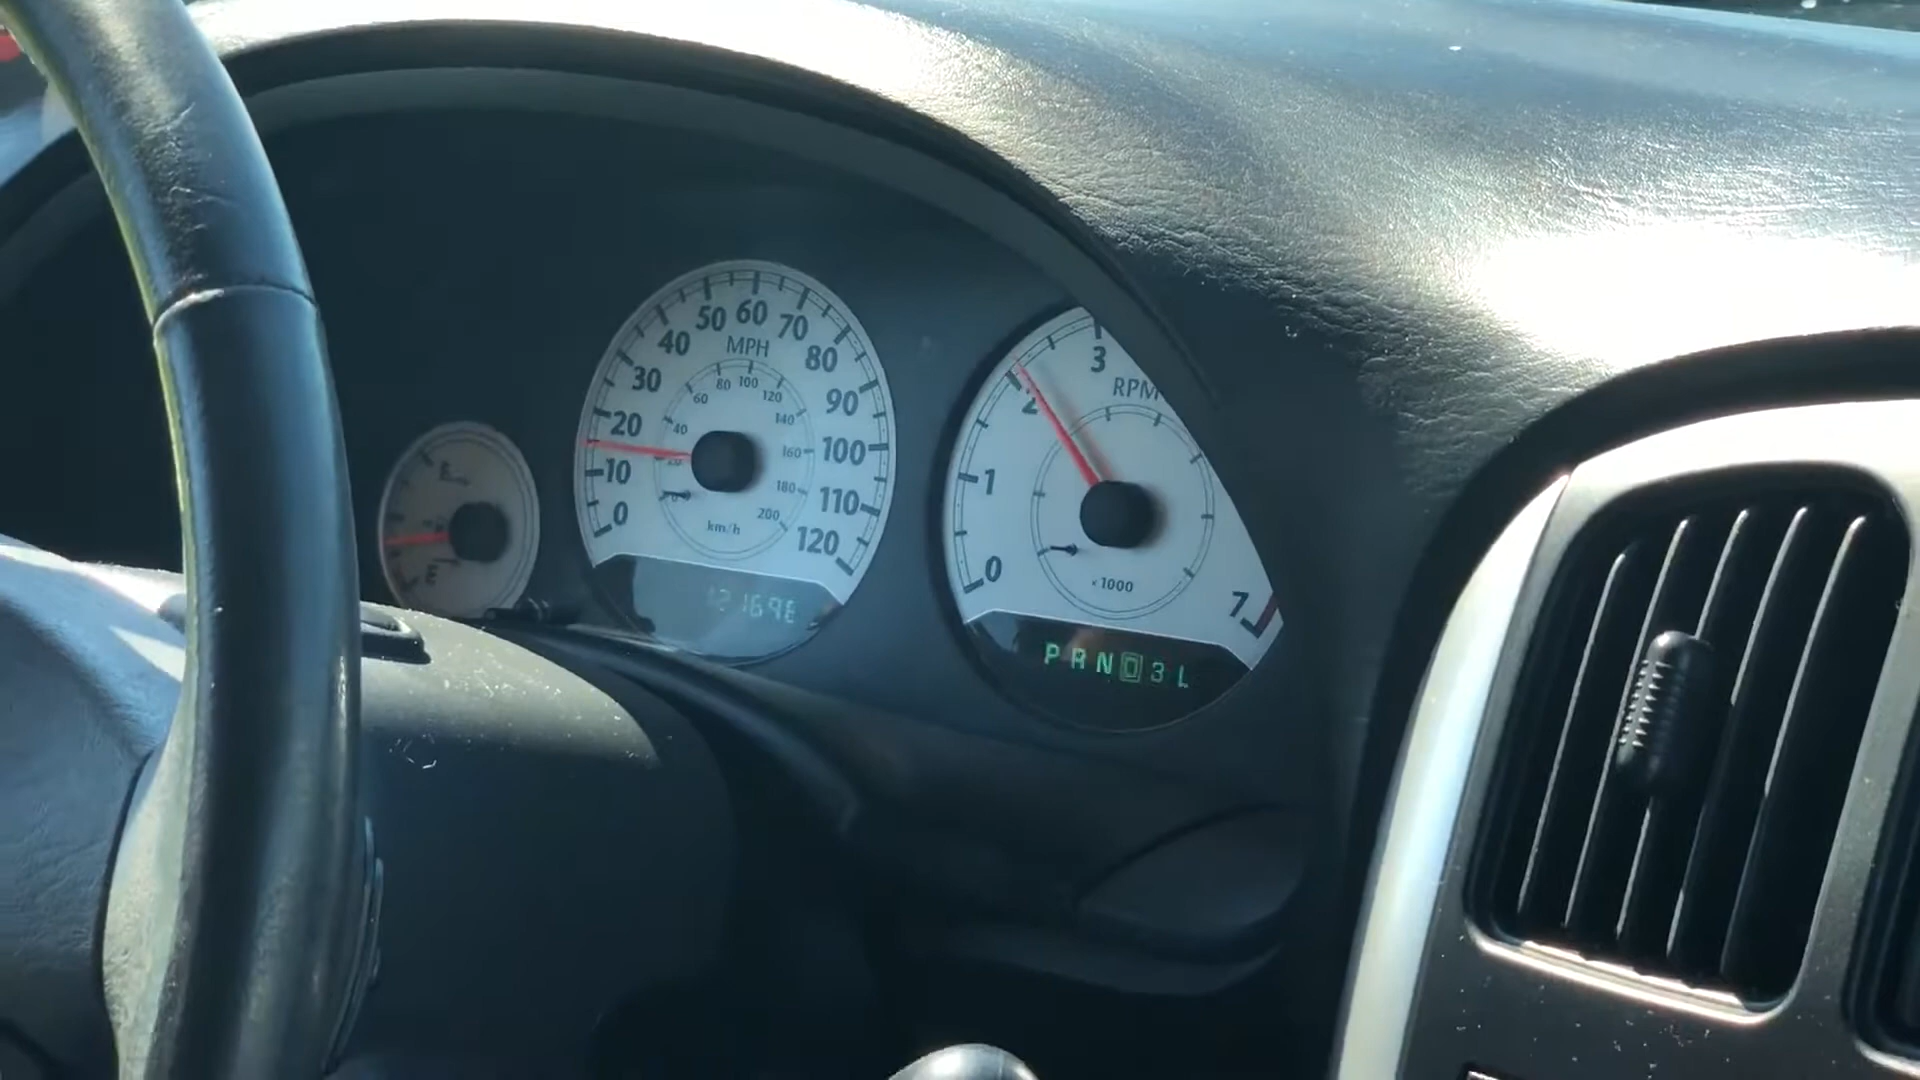 0 10 20 30 40 50 60 70 80 90 100 110 120
MPH
40 60 80 100 120 140 160 180 200
km/h
0 1 2 3 7
RPM
x1000
P R N D 3 L
E